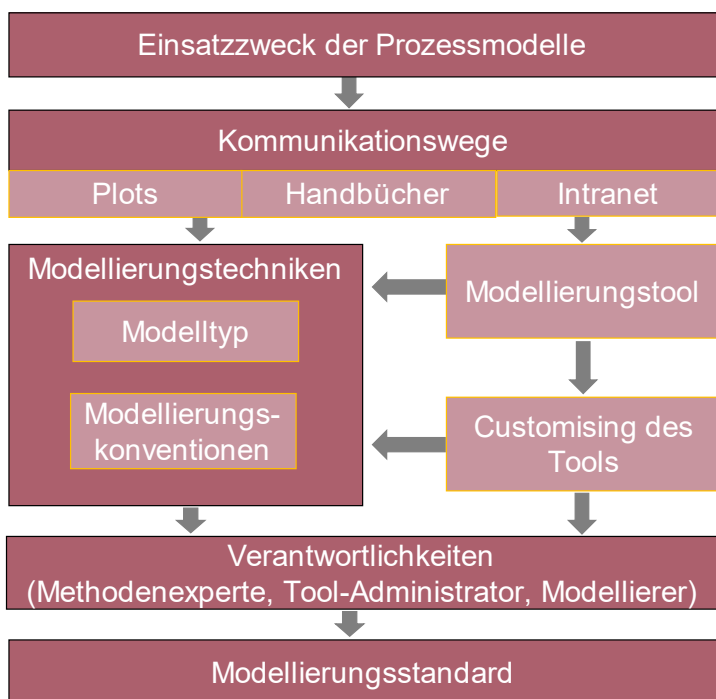 Einsatzzweck der Prozessmodelle
Kommunikationswege
Plots
Handbücher
Intranet
Modellierungstechniken
Modelltyp
Modellierungs-
konventionen
Modellierungstool
Customising des
Tools
Verantwortlichkeiten
(Methodenexperte, Tool-Administrator, Modellierer)
Modellierungsstandard